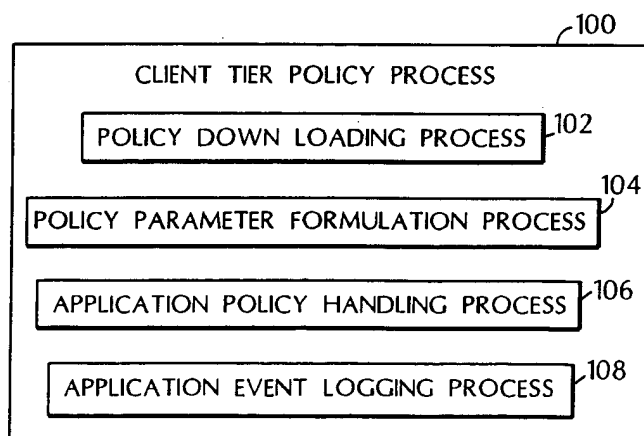 100
CLIENT TIER POLICY PROCESS
POLICY DOWN LOADING PROCESS 102
POLICY PARAMETER FORMULATION PROCESS 104
APPLICATION POLICY HANDLING PROCESS 106
APPLICATION EVENT LOGGING PROCESS 108